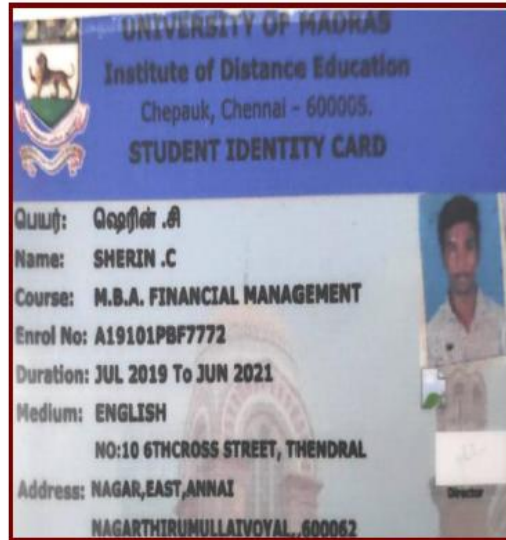 UNIVERSITY OF MADRAS
Institute of Distance Education
Chepauk, Chennai - 600005.
STUDENT IDENTITY CARD
பெயர்: ஷெரின் .சி
Name: SHERIN .C
Course: M.B.A. FINANCIAL MANAGEMENT
Enrol No: A19101PBF7772
Duration: JUL 2019 To JUN 2021
Medium: ENGLISH
NO:10 6THCROSS STREET, THENDRAL
Address: NAGAR,EAST,ANNAI
NAGARTHIRUMULLAIVOYAL,,600062
Director